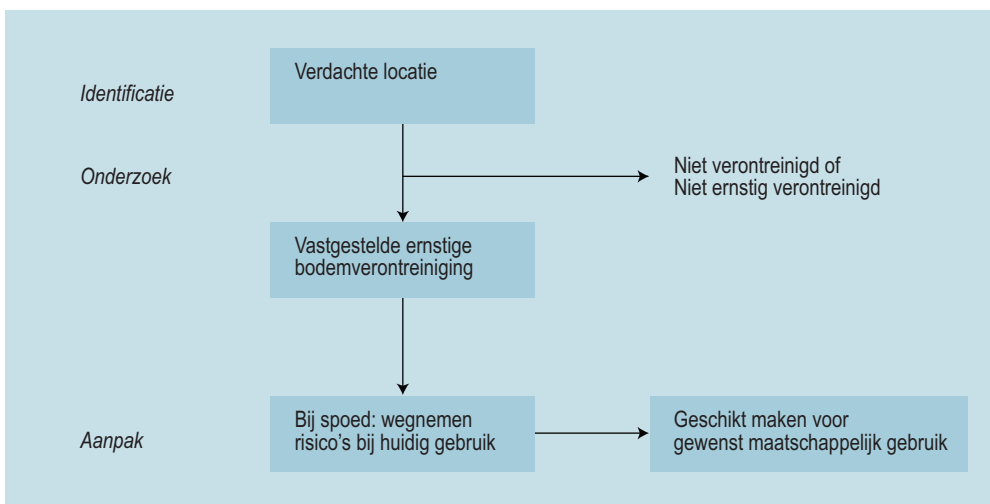 Identificatie
Verdachte locatie
Onderzoek
Niet verontreinigd of
Niet ernstig verontreinigd
Vastgestelde ernstige
bodemverontreiniging
Aanpak
Bij spoed: wegnemen
risico's bij huidig gebruik
Geschikt maken voor
gewenst maatschappelijk gebruik